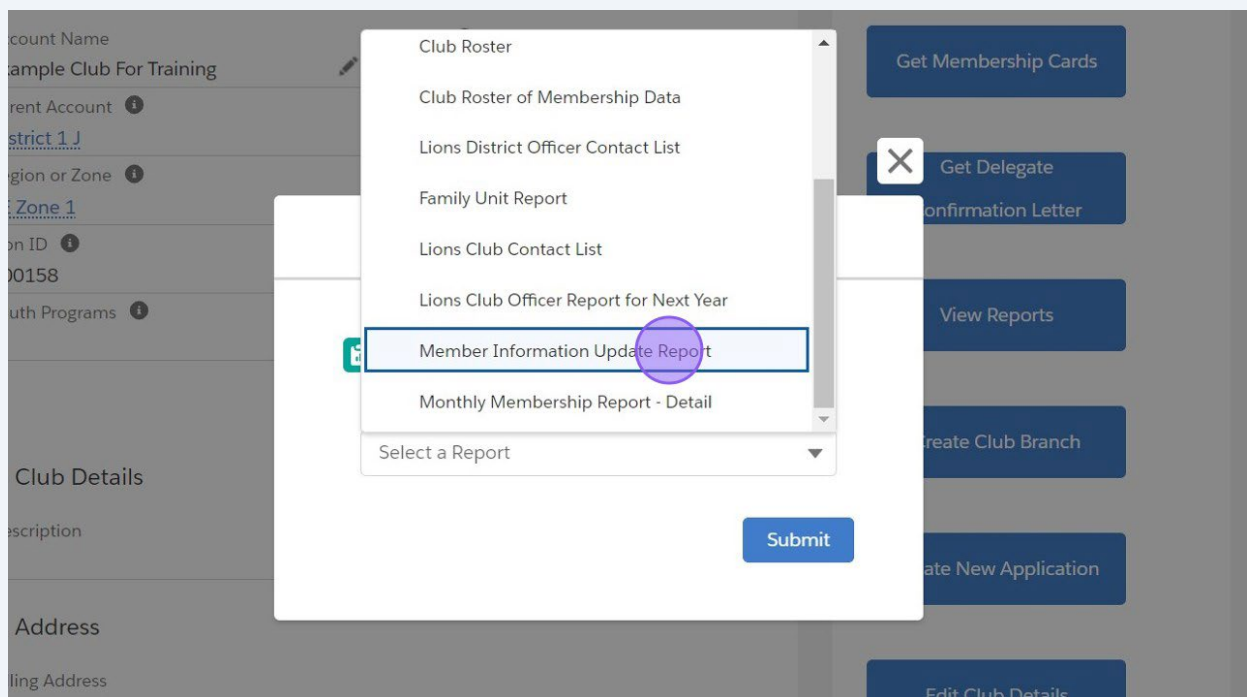 count Name
ample Club For Training
rent Account
strict 1 J
gion or Zone
Zone 1
on ID
00158
uth Programs
Club Details
escription
Address
ling Address
Club Roster
Club Roster of Membership Data
Lions District Officer Contact List
Family Unit Report
Lions Club Contact List
Lions Club Officer Report for Next Year
Member Information Update Report
Monthly Membership Report - Detail
Select a Report
Submit
Get Membership Cards
Get Delegate
onfirmation Letter
View Reports
reate Club Branch
ate New Application
Edit Club Details